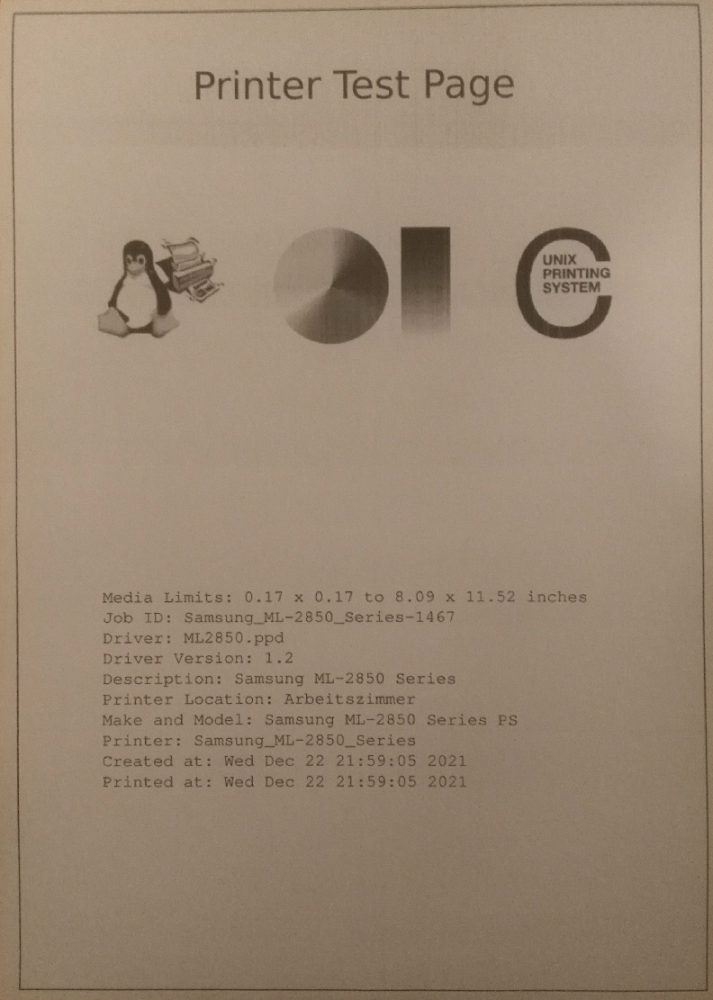 Printer Test Page
UNIX
PRINTING
SYSTEM
Media Limits: 0.17 x 0.17 to 8.09 x 11.52 inches
Job ID: Samsung_ML-2850_Series-1467
Driver: ML2850.ppd
Driver Version: 1.2
Description: Samsung ML-2850 Series
Printer Location: Arbeitszimmer
Make and Model: Samsung ML-2850 Series PS
Printer: Samsung_ML-2850_Series
Created at: Wed Dec 22 21:59:05 2021
Printed at: Wed Dec 22 21:59:05 2021